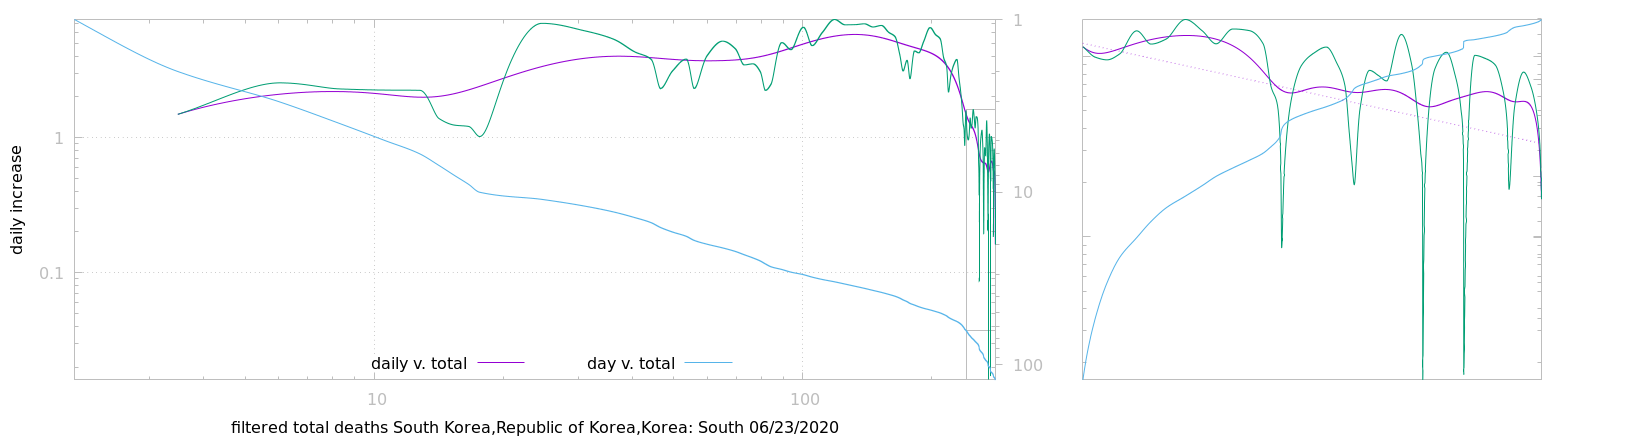 daily increase
1
0.1
1
10
100
10
100
daily v. total
day v. total
filtered total deaths South Korea,Republic of Korea,Korea: South 06/23/2020